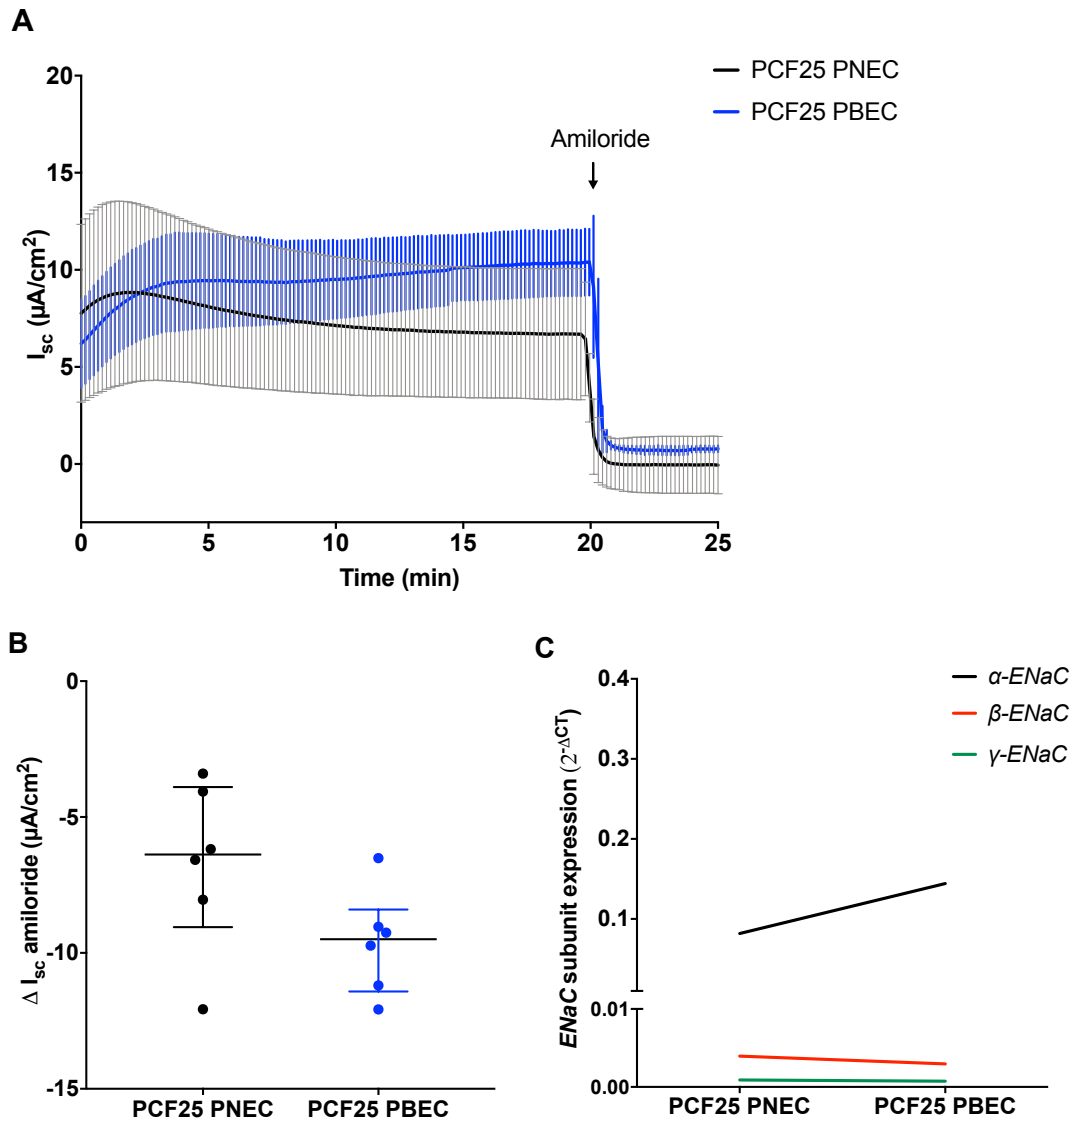 A
PCF25 PNEC
PCF25 PBEC
Amiloride
20
15
10
5
0
Isc (µA/cm2)
0 5 10 15 20 25
Time (min)
B
0
-5
-10
-15
Δ Isc amiloride (µA/cm2)
PCF25 PNEC PCF25 PBEC
C
α-ENaC
β-ENaC
γ-ENaC
0.4
0.3
0.2
0.1
0.01
0.00
ENaC subunit expression (2-ΔCT)
PCF25 PNEC PCF25 PBEC